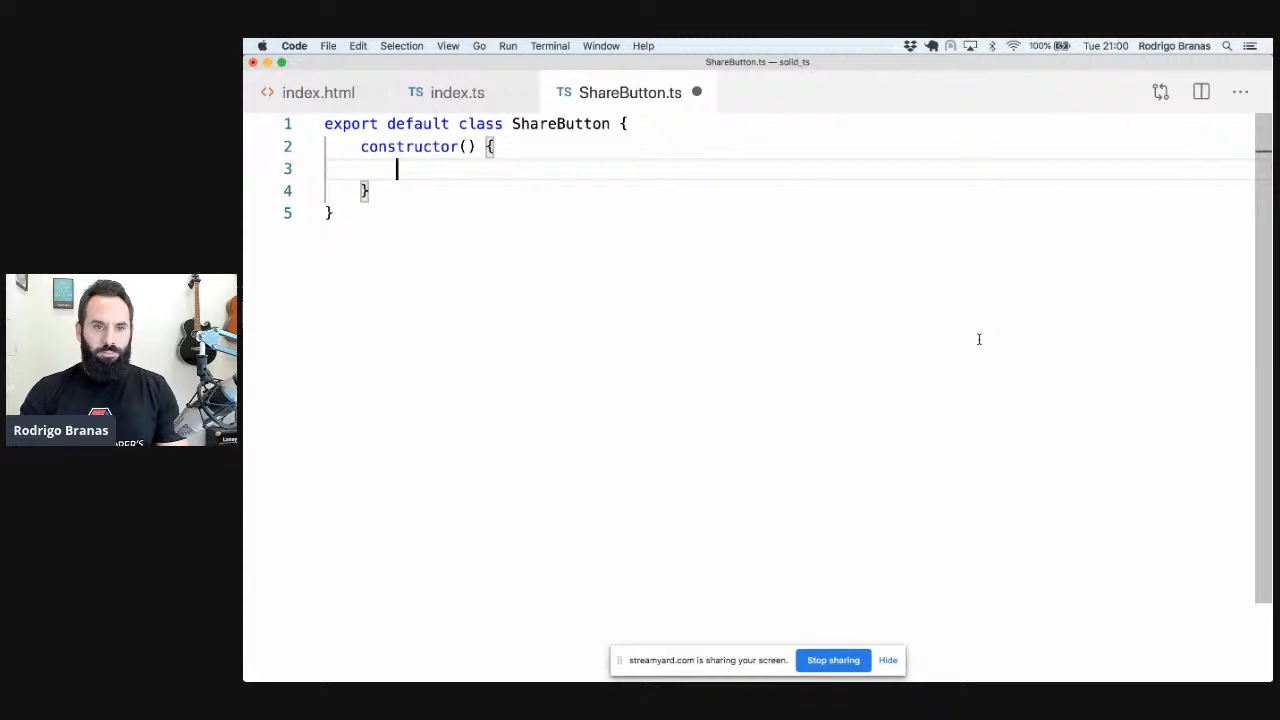 Code File Edit Selection View Go Run Terminal Window Help 100% Tue 21:00 Rodrigo Branas
ShareButton.ts — solid_ts
<> index.html TS index.ts TS ShareButton.ts
1 export default class ShareButton {
2 constructor() {
3
4 }
5 }
Rodrigo Branas
streamyard.com is sharing your screen. Stop sharing Hide